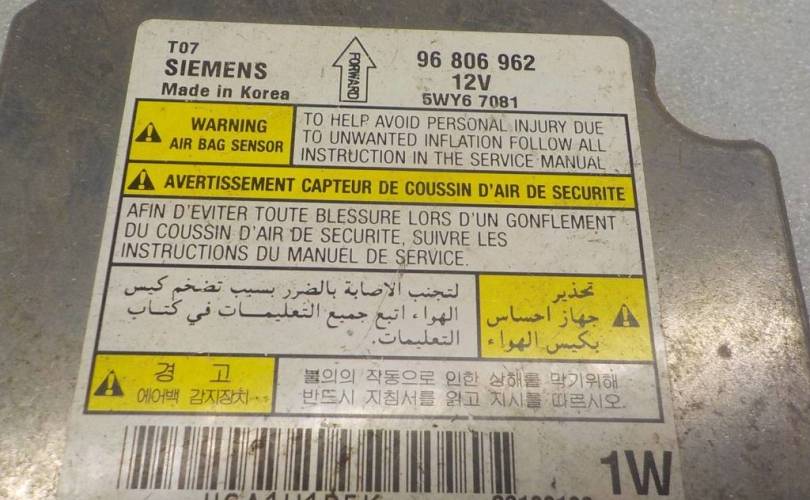 T07
SIEMENS
Made in Korea
FORWARD
96 806 962
12V
5WY6 7081
WARNING
AIR BAG SENSOR
TO HELP AVOID PERSONAL INJURY DUE
TO UNWANTED INFLATION FOLLOW ALL
INSTRUCTION IN THE SERVICE MANUAL
AVERTISSEMENT CAPTEUR DE COUSSIN D'AIR DE SECURITE
AFIN D'EVITER TOUTE BLESSURE LORS D'UN GONFLEMENT
DU COUSSIN D'AIR DE SECURITE, SUIVRE LES
INSTRUCTIONS DU MANUEL DE SERVICE.
تحذير
جهاز احساس
بكيس الهواء
لتجنب الاصابة بالضرر بسبب تضخم كيس
الهواء اتبع جميع التعليمات في كتاب
التعليمات.
경 고
에어백 감지장치
불의의 작동으로 인한 상해를 막기위해
반드시 지침서를 읽고 지시를 따르시오.
1W